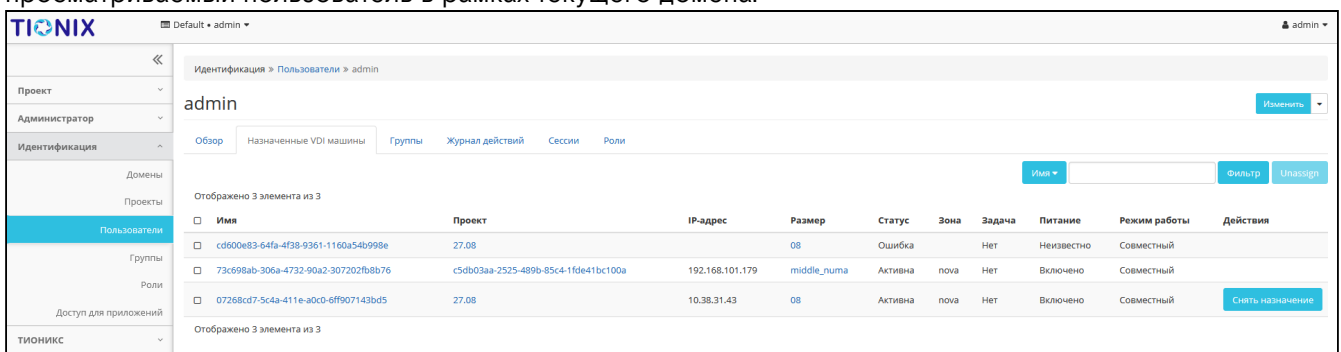 просматриваемый пользователь в рамках текущего домена.
TIONIX Default • admin admin
Идентификация » Пользователи » admin
Проект
admin Изменить
Администратор
Идентификация
Обзор Назначенные VDI машины Группы Журнал действий Сессии Роли
Домены
Имя Фильтр Unassign
Проекты
Отображено 3 элемента из 3
Имя Проект IP-адрес Размер Статус Зона Задача Питание Режим работы Действия
Пользователи
cd600e83-64fa-4f38-9361-1160a54b998e 27.08 08 Ошибка Нет Неизвестно Совместный
Группы
73c698ab-306a-4732-90a2-307202fb8b76 c5db03aa-2525-489b-85c4-1fde41bc100a 192.168.101.179 middle_numa Активна nova Нет Включено Совместный
Роли
07268cd7-5c4a-411e-a0c0-6ff907143bd5 27.08 10.38.31.43 08 Активна nova Нет Включено Совместный Снять назначение
Доступ для приложений
Отображено 3 элемента из 3
ТИОНИКС